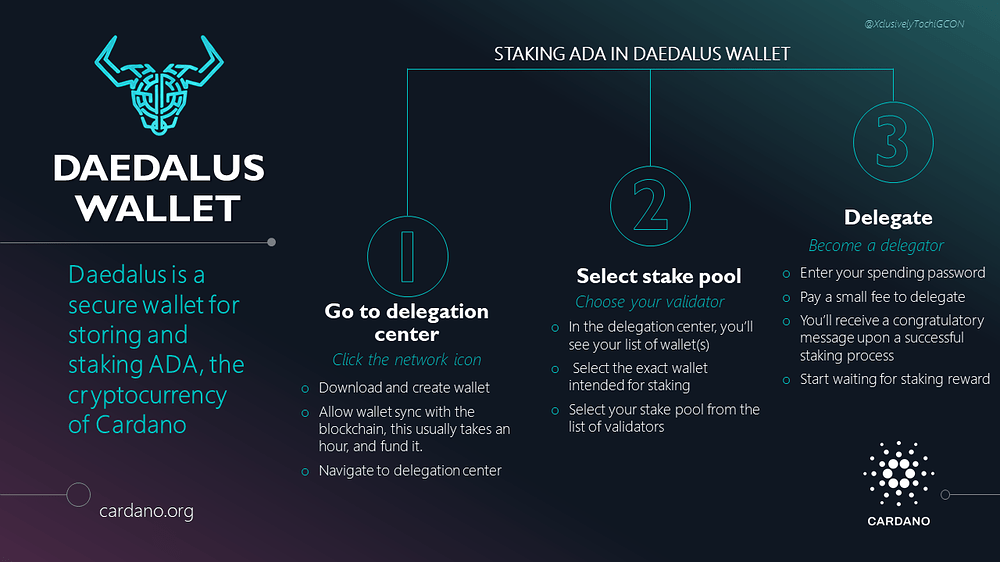 @XclusivelyTochiGCON
STAKING ADA IN DAEDALUS WALLET
DAEDALUS
WALLET
Daedalus is a
secure wallet for
storing and
staking ADA, the
cryptocurrency
of Cardano
cardano.org
1
Go to delegation
center
Click the network icon
o Download and create wallet
o Allow wallet sync with the
blockchain, this usually takes an
hour, and fund it.
o Navigate to delegation center
2
Select stake pool
Choose your validator
o In the delegation center, you’ll
see your list of wallet(s)
o Select the exact wallet
intended for staking
o Select your stake pool from the
list of validators
3
Delegate
Become a delegator
o Enter your spending password
o Pay a small fee to delegate
o You’ll receive a congratulatory
message upon a successful
staking process
o Start waiting for staking reward
CARDANO